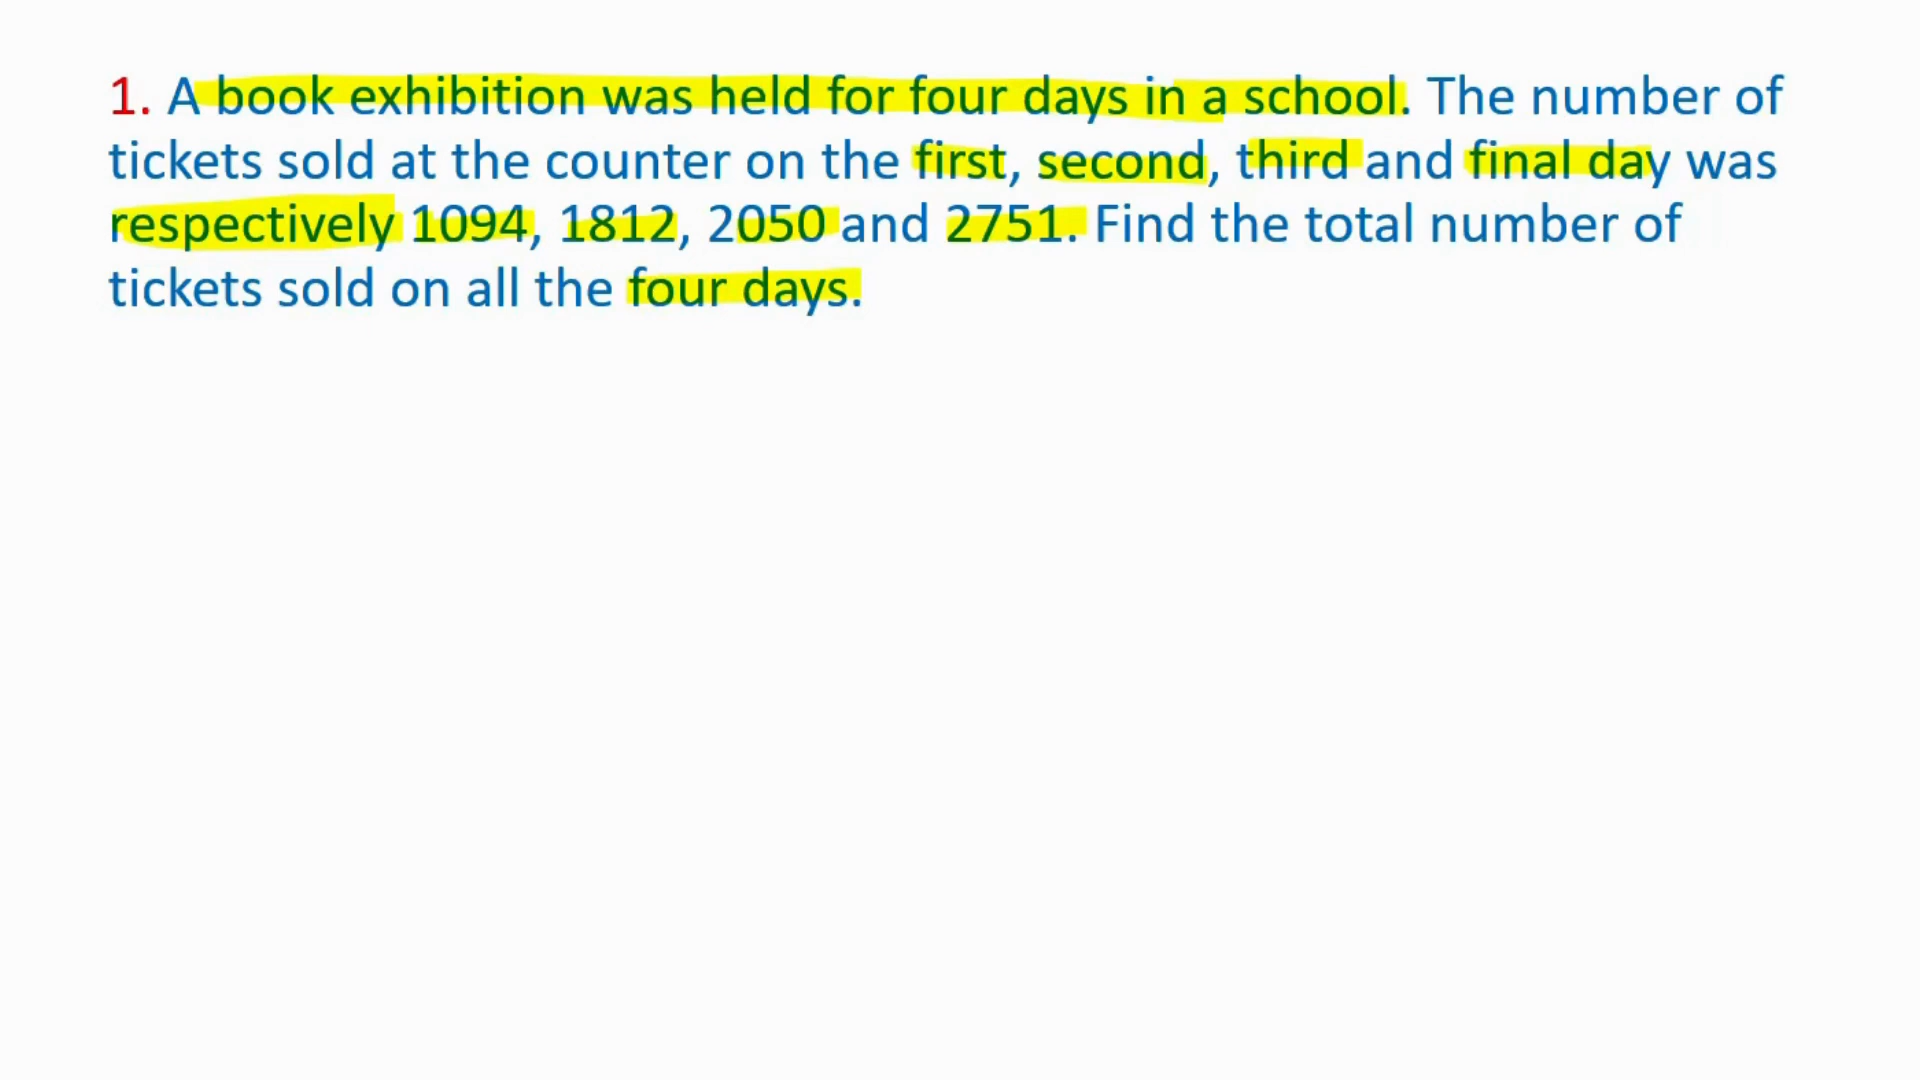 1. A book exhibition was held for four days in a school. The number of
tickets sold at the counter on the first, second, third and final day was
respectively 1094, 1812, 2050 and 2751. Find the total number of
tickets sold on all the four days.